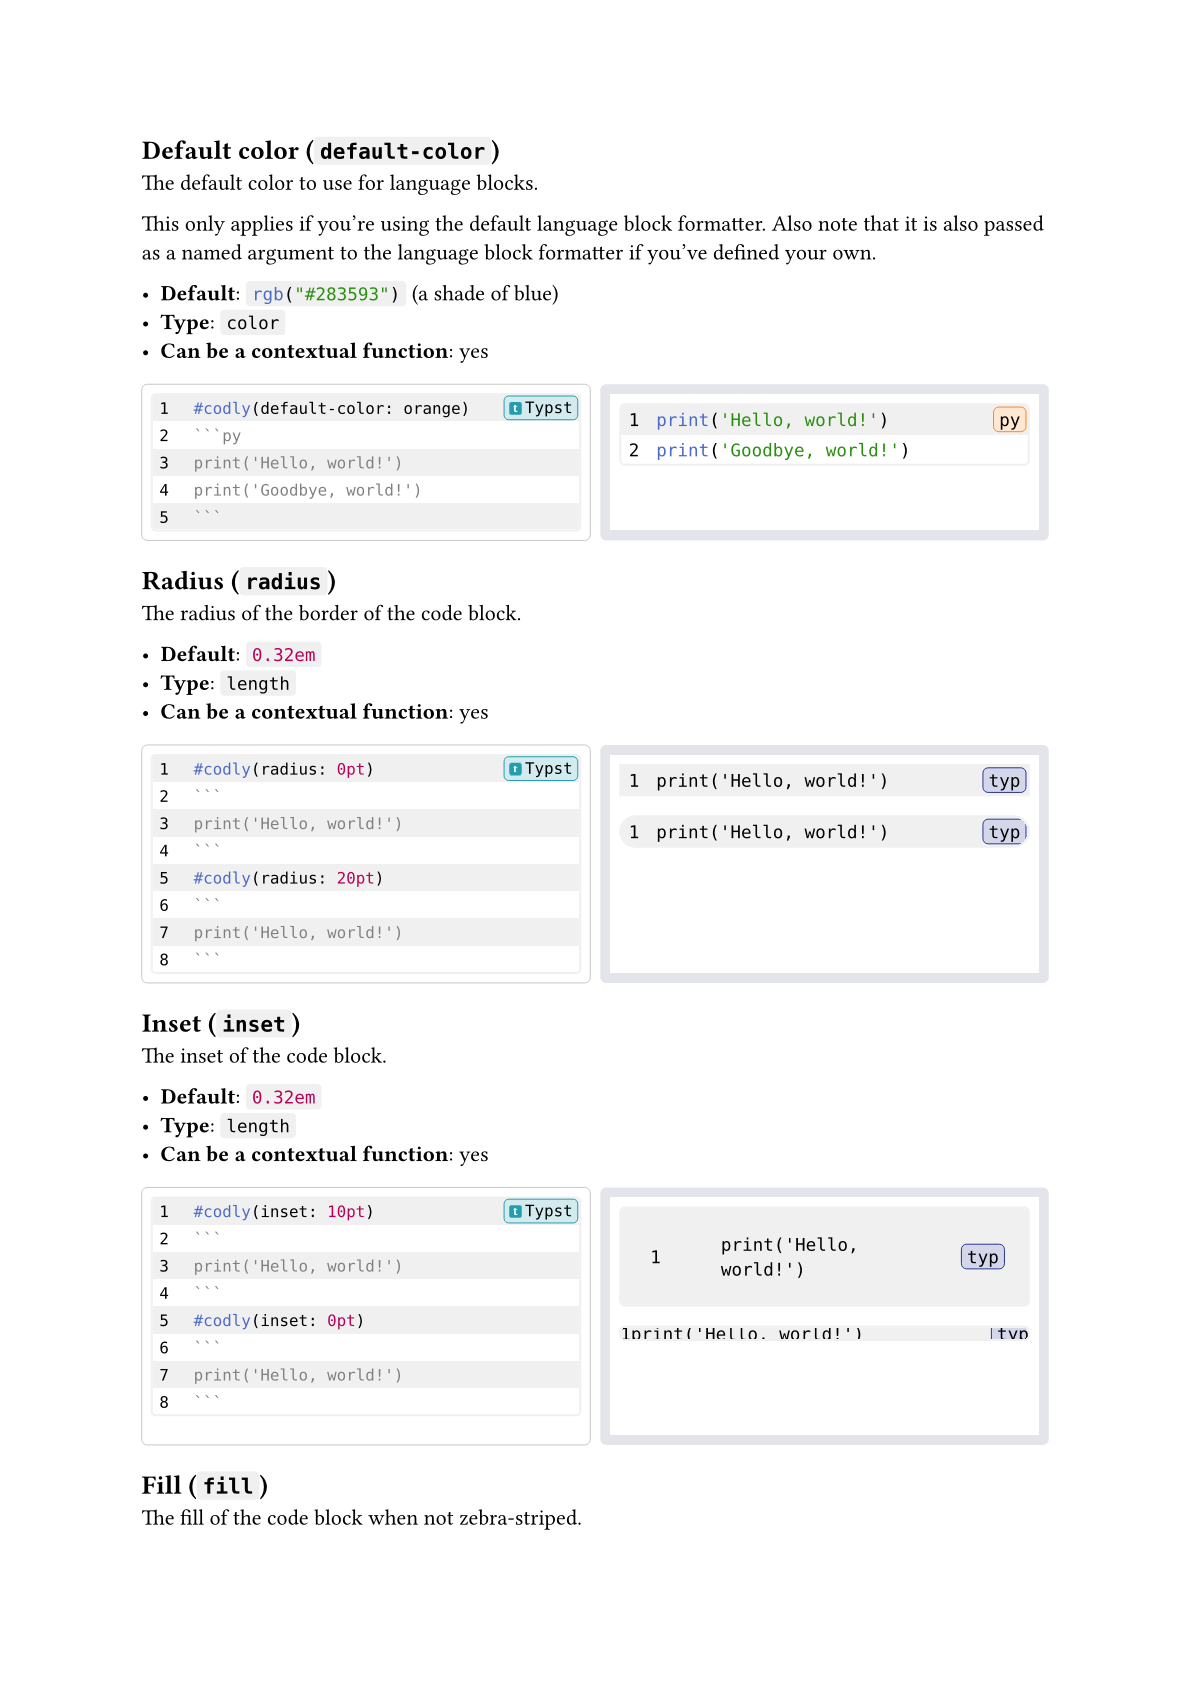 Default color (default-color)
The default color to use for language blocks.
This only applies if you’re using the default language block formatter. Also note that it is also passed
as a named argument to the language block formatter if you’ve defined your own.
• Default: rgb("#283593") (a shade of blue)
• Type: color
• Can be a contextual function: yes
1 #codly(default-color: orange) t Typst
2 ```py
3 print('Hello, world!')
4 print('Goodbye, world!')
5 ```
1 print('Hello, world!') py
2 print('Goodbye, world!')
Radius (radius)
The radius of the border of the code block.
• Default: 0.32em
• Type: length
• Can be a contextual function: yes
1 #codly(radius: 0pt) t Typst
2 ```
3 print('Hello, world!')
4 ```
5 #codly(radius: 20pt)
6 ```
7 print('Hello, world!')
8 ```
1 print('Hello, world!') typ
1 print('Hello, world!') typ
Inset (inset)
The inset of the code block.
• Default: 0.32em
• Type: length
• Can be a contextual function: yes
1 #codly(inset: 10pt) t Typst
2 ```
3 print('Hello, world!')
4 ```
5 #codly(inset: 0pt)
6 ```
7 print('Hello, world!')
8 ```
1 print('Hello, typ
world!')
1print('Hello, world!') typ
Fill (fill)
The fill of the code block when not zebra-striped.